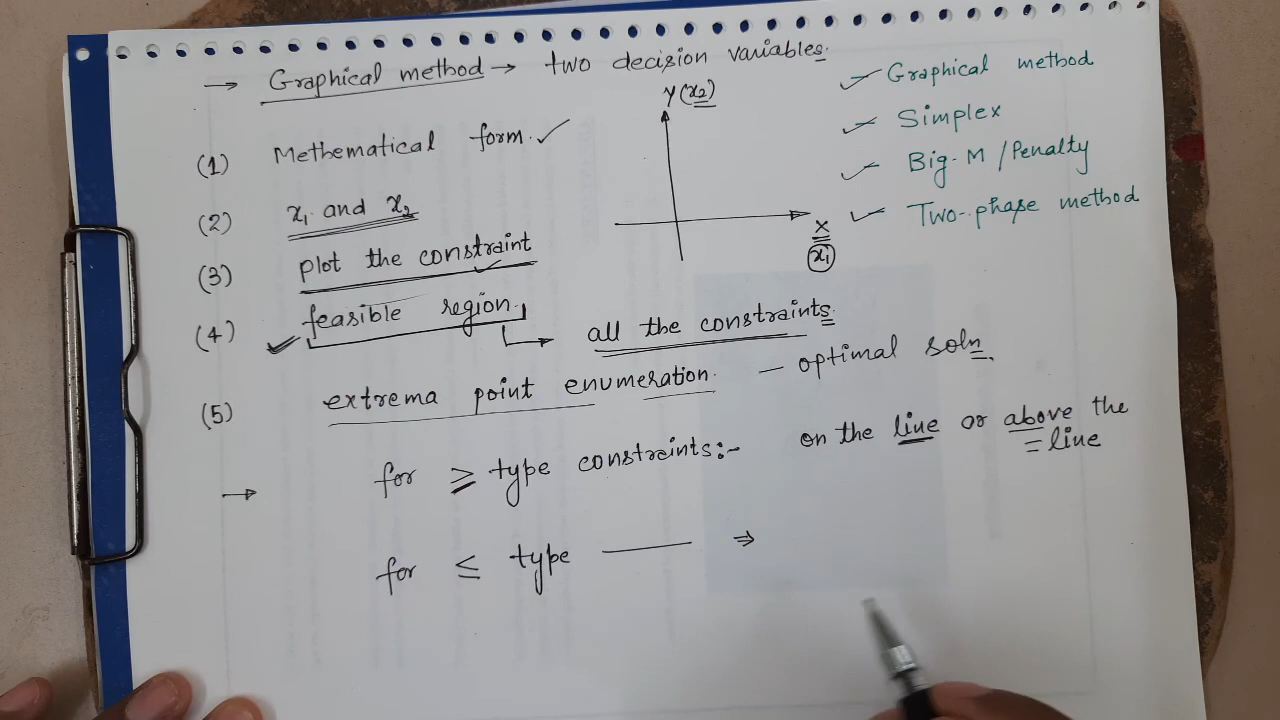 → Graphical method → two decision variables.
(1) Methematical form. ✓
(2) x₁ and x₂
(3) plot the constraint
(4) feasible region. → all the constraints
(5) extrema point enumeration. — optimal soln.
→ for ≥ type constraints:- on the line or above the line
for ≤ type —— ⇒
Y(x₂)
X
x₁
✓ Graphical method
✓ Simplex
✓ Big-M / Penalty
✓ Two-phase method